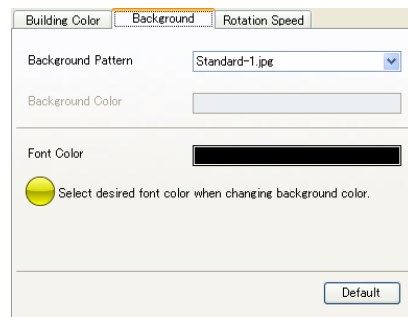 Building Color Background Rotation Speed
Background Pattern Standard-1.jpg
Background Color
Font Color
Select desired font color when changing background color.
Default